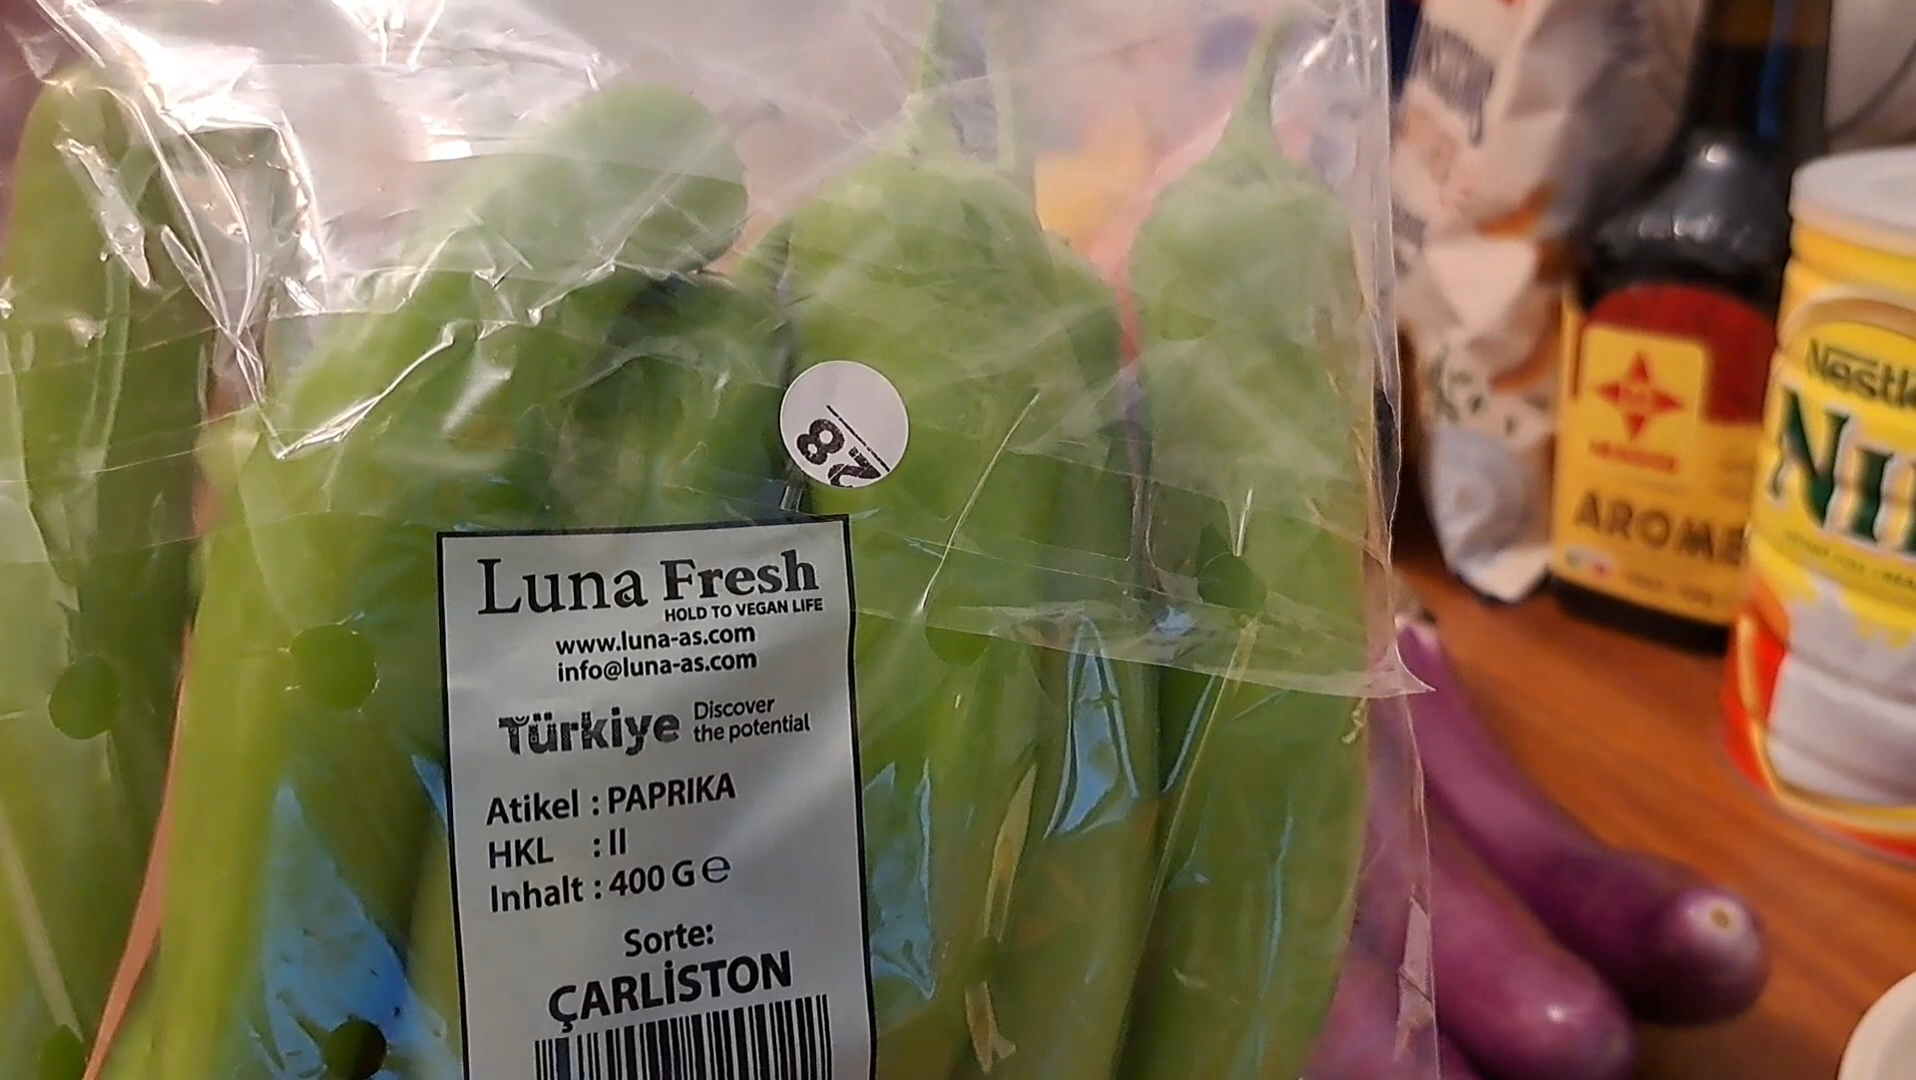 28
Luna Fresh
HOLD TO VEGAN LIFE
www.luna-as.com
info@luna-as.com
Türkiye Discover
the potential
Atikel : PAPRIKA
HKL : II
Inhalt : 400 G ℮
Sorte:
ÇARLİSTON
AROME
Nestlé
NI